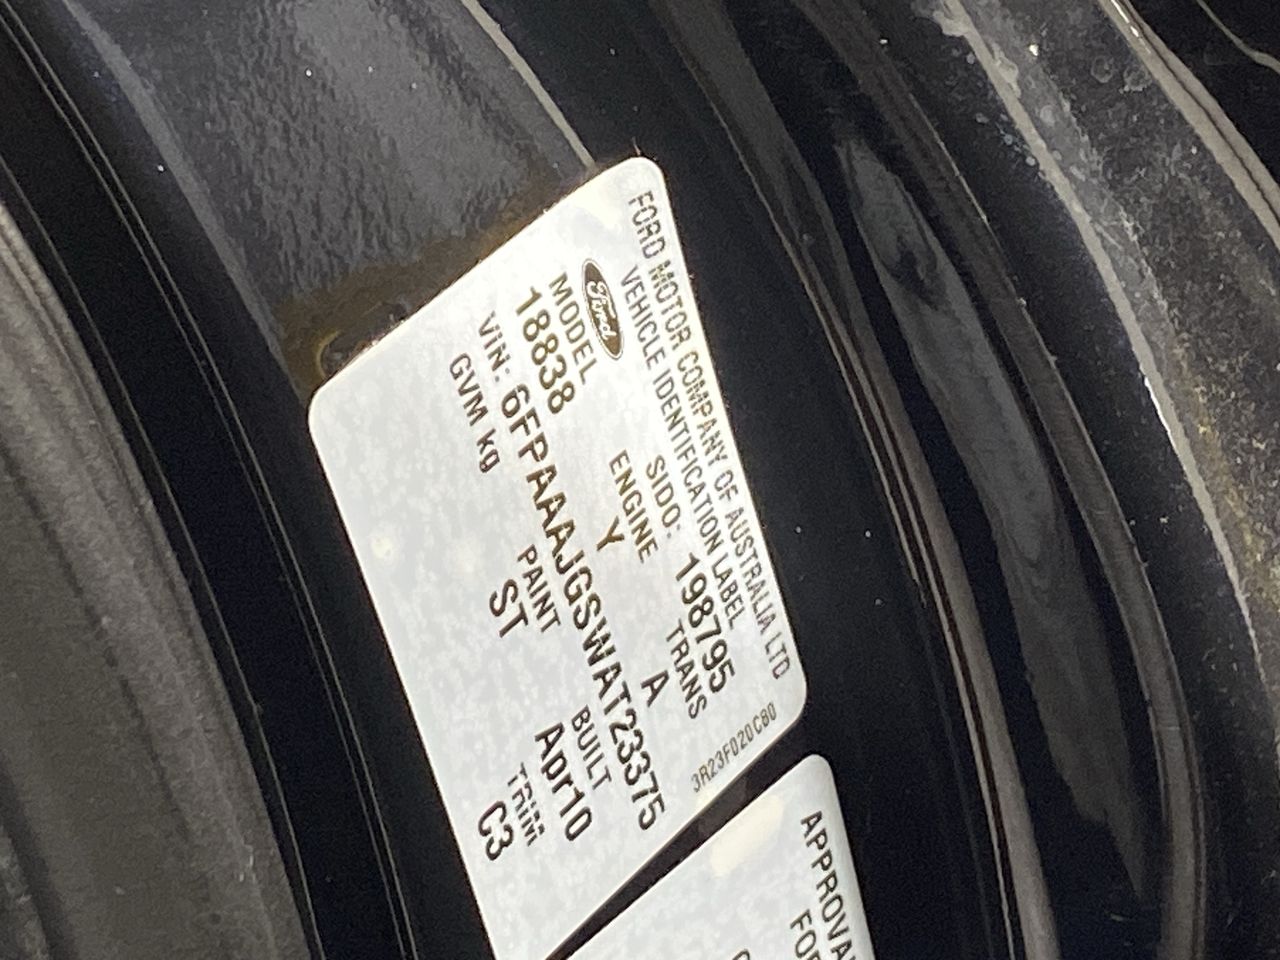 FORD MOTOR COMPANY OF AUSTRALIA LTD
VEHICLE IDENTIFICATION LABEL
Ford
SIDO: 198795
3R23F020CB0
MODEL ENGINE TRANS
18838 Y A
VIN: 6FPAAAJGSWAT23375
GVM kg PAINT BUILT
ST Apr10
TRIM
C3
APPROVAL
FOR